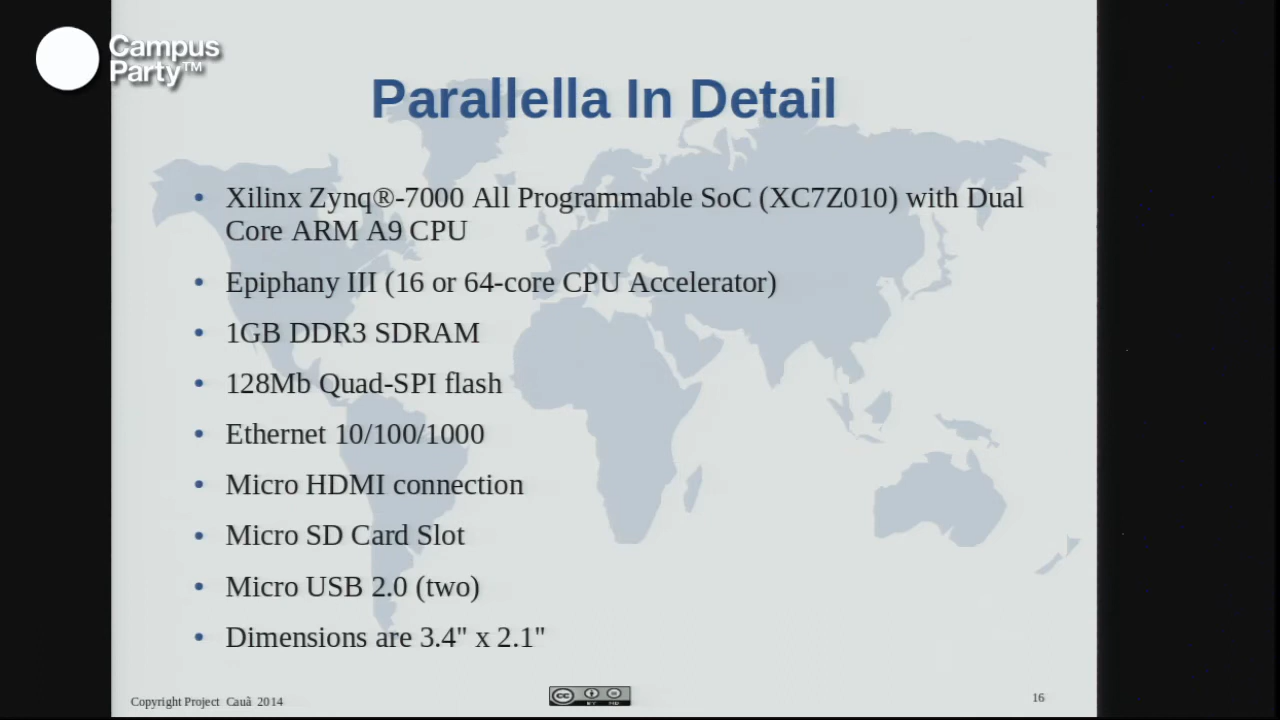 Campus
Party™
Parallella In Detail
• Xilinx Zynq®-7000 All Programmable SoC (XC7Z010) with Dual
Core ARM A9 CPU
• Epiphany III (16 or 64-core CPU Accelerator)
• 1GB DDR3 SDRAM
• 128Mb Quad-SPI flash
• Ethernet 10/100/1000
• Micro HDMI connection
• Micro SD Card Slot
• Micro USB 2.0 (two)
• Dimensions are 3.4" x 2.1"
Copyright Project Cauã 2014
cc
BY ND
16